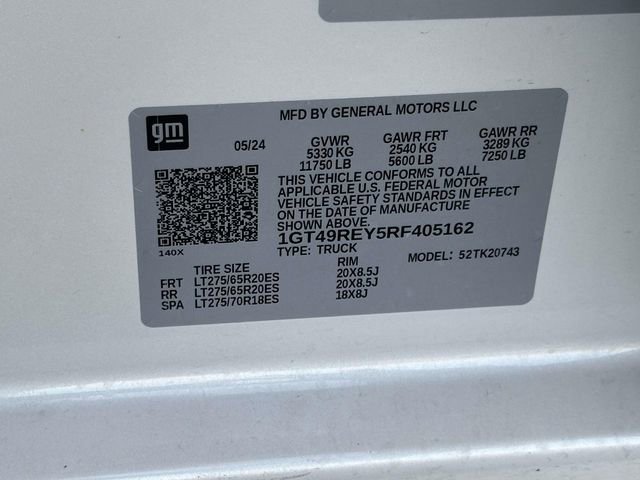 MFD BY GENERAL MOTORS LLC
gm
05/24
GVWR GAWR FRT GAWR RR
5330 KG 2540 KG 3289 KG
11750 LB 5600 LB 7250 LB
THIS VEHICLE CONFORMS TO ALL
APPLICABLE U.S. FEDERAL MOTOR
VEHICLE SAFETY STANDARDS IN EFFECT
ON THE DATE OF MANUFACTURE
SHOWN ABOVE.
1GT49REY5RF405162
TYPE: TRUCK MODEL: 52TK20743
140X
TIRE SIZE RIM
FRT LT275/65R20ES 20X8.5J
RR LT275/65R20ES 20X8.5J
SPA LT275/70R18ES 18X8J